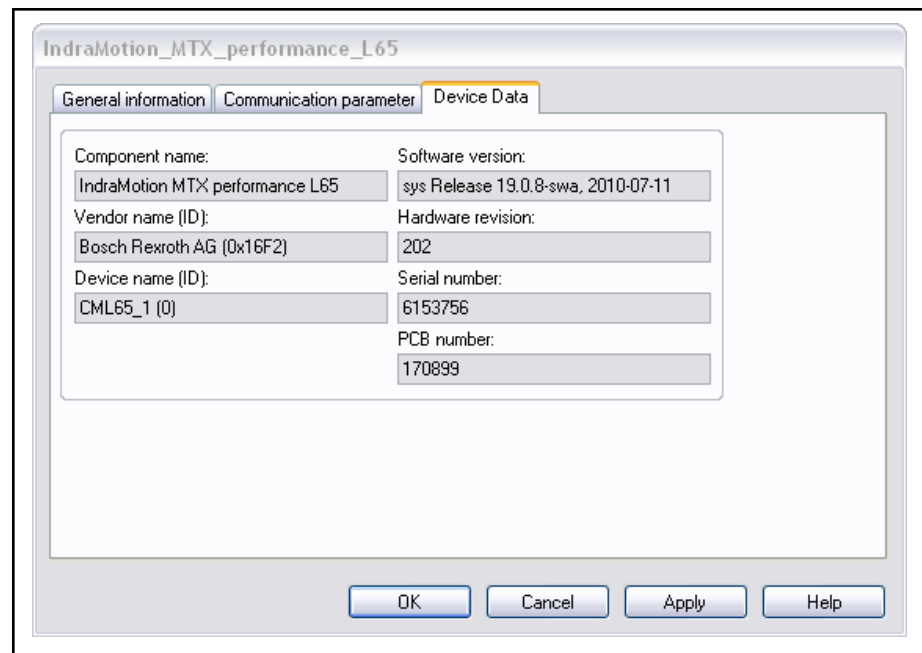 IndraMotion_MTX_performance_L65
General information Communication parameter Device Data
Component name: Software version:
IndraMotion MTX performance L65 sys Release 19.0.8-swa, 2010-07-11
Vendor name (ID): Hardware revision:
Bosch Rexroth AG (0x16F2) 202
Device name (ID): Serial number:
CML65_1 (0) 6153756
PCB number:
170899
OK Cancel Apply Help